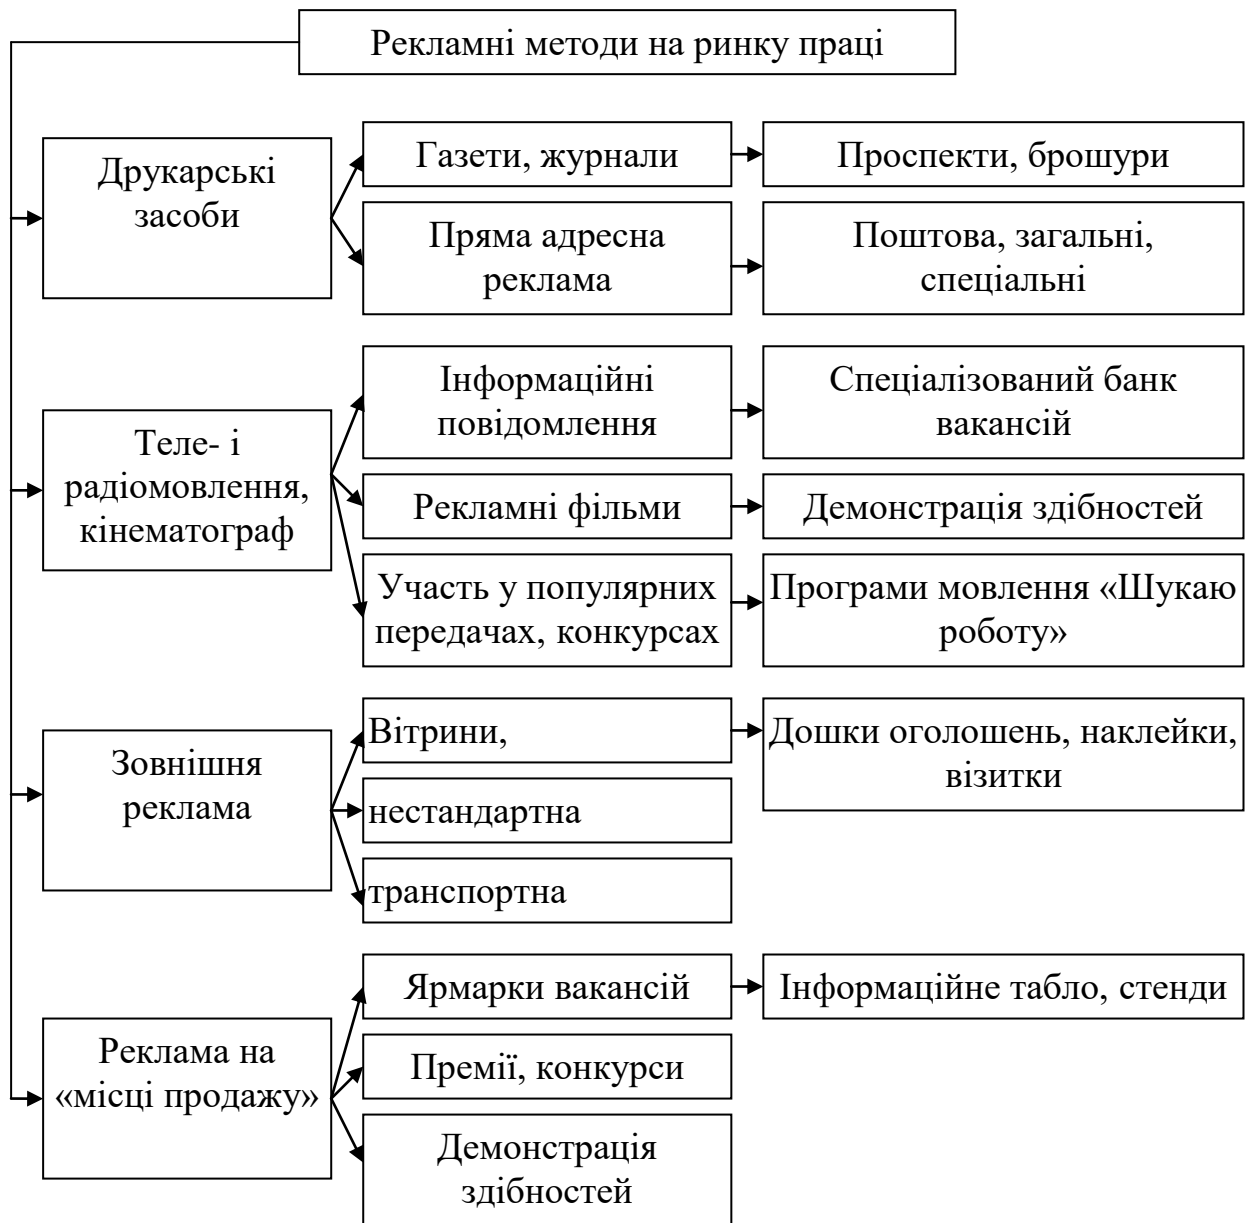 Рекламні методи на ринку праці
Друкарські
засоби
Газети, журнали
Проспекти, брошури
Пряма адресна
реклама
Поштова, загальні,
спеціальні
Теле- і
радіомовлення,
кінематограф
Інформаційні
повідомлення
Спеціалізований банк
вакансій
Рекламні фільми
Демонстрація здібностей
Участь у популярних
передачах, конкурсах
Програми мовлення «Шукаю
роботу»
Зовнішня
реклама
Вітрини,
Дошки оголошень, наклейки,
візитки
нестандартна
транспортна
Реклама на
«місці продажу»
Ярмарки вакансій
Інформаційне табло, стенди
Премії, конкурси
Демонстрація
здібностей